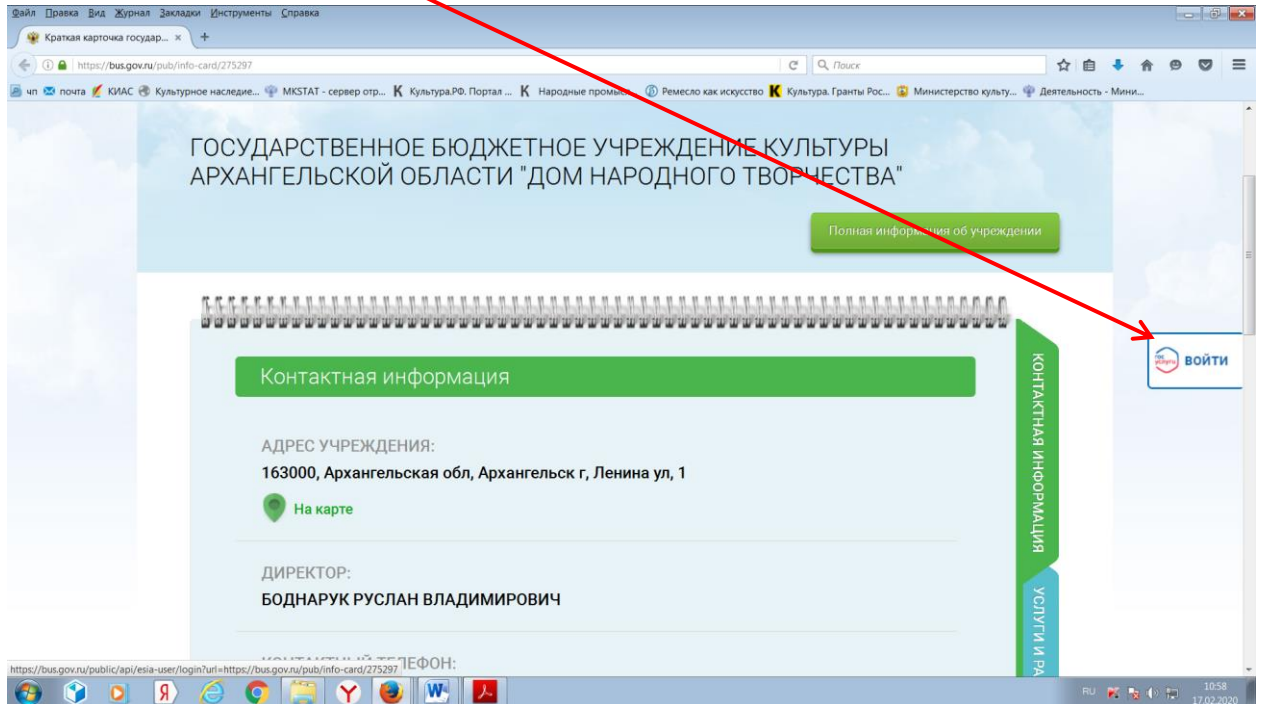 Файл Правка Вид Журнал Закладки Инструменты Справка
Краткая карточка государ... × +
https://bus.gov.ru/pub/info-card/275297
Поиск
чп почта КИАС Культурное наследие... MKSTAT - сервер отр... Культура.РФ. Портал ... Народные промысл... Ремесло как искусство Культура. Гранты Рос... Министерство культу... Деятельность - Мини...
ГОСУДАРСТВЕННОЕ БЮДЖЕТНОЕ УЧРЕЖДЕНИЕ КУЛЬТУРЫ
АРХАНГЕЛЬСКОЙ ОБЛАСТИ "ДОМ НАРОДНОГО ТВОРЧЕСТВА"
Полная информация об учреждении
гос услуги ВОЙТИ
Контактная информация
КОНТАКТНАЯ ИНФОРМАЦИЯ
АДРЕС УЧРЕЖДЕНИЯ:
163000, Архангельская обл, Архангельск г, Ленина ул, 1
На карте
ДИРЕКТОР:
БОДНАРУК РУСЛАН ВЛАДИМИРОВИЧ
УСЛУГИ И РА
КОНТАКТНЫЙ ТЕЛЕФОН:
https://bus.gov.ru/public/api/esia-user/login?url=https://bus.gov.ru/pub/info-card/275297
RU 10:58
17.02.2020